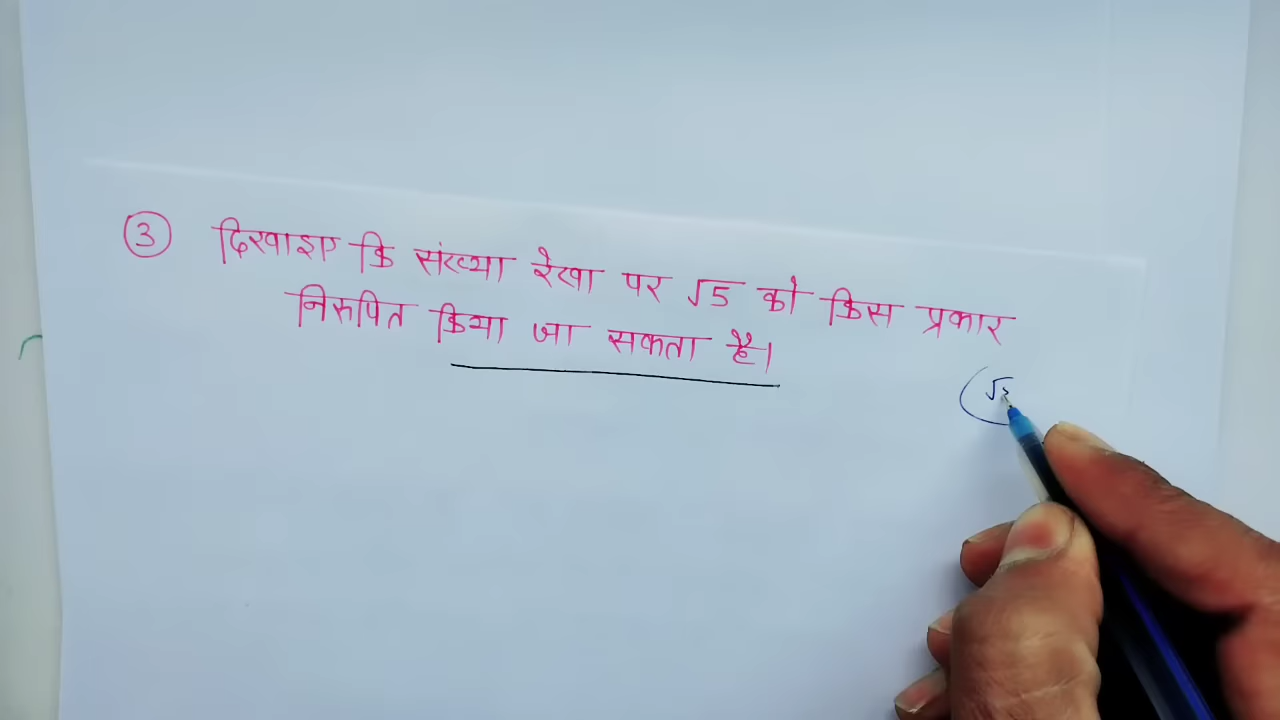 ③ दिखाइए कि संख्या रेखा पर √5 को किस प्रकार
निरुपित किया जा सकता है।